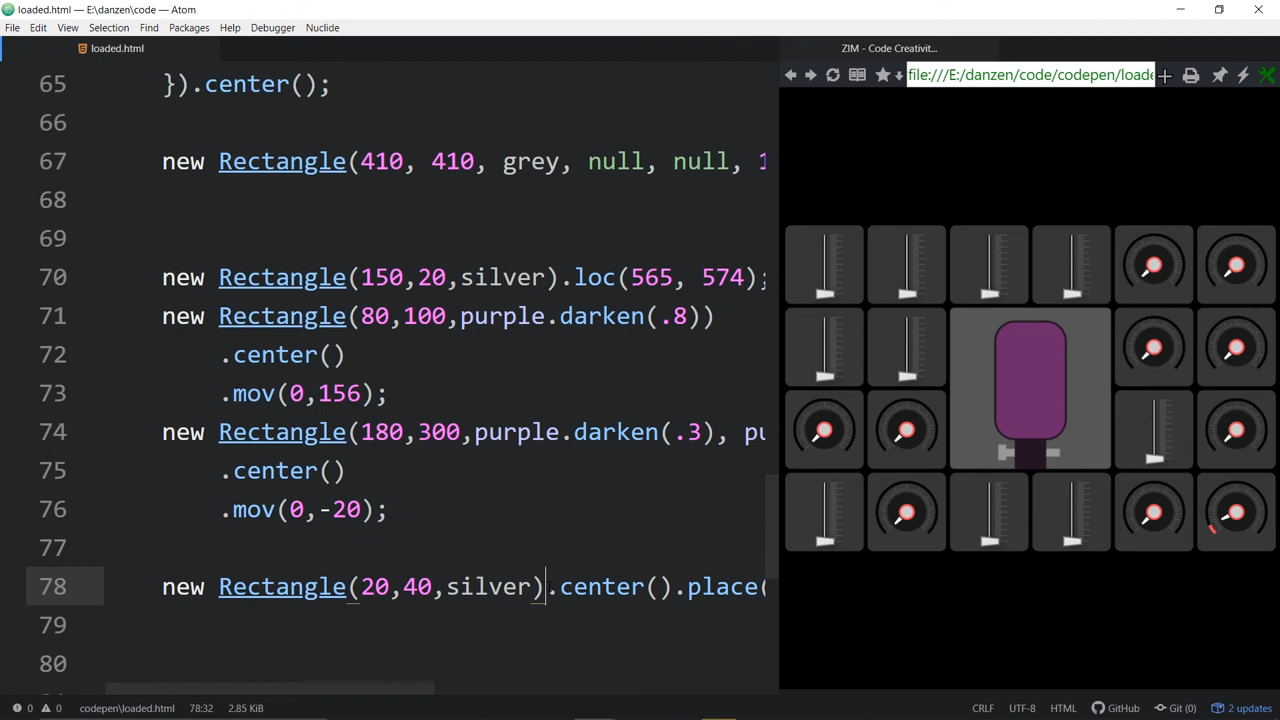 loaded.html — E:\danzen\code — Atom
File Edit View Selection Find Packages Help Debugger Nuclide
loaded.html
ZIM - Code Creativit...
file:///E:/danzen/code/codepen/loade
65 }).center();
66
67 new Rectangle(410, 410, grey, null, null, 1
68
69
70 new Rectangle(150,20,silver).loc(565, 574);
71 new Rectangle(80,100,purple.darken(.8))
72 .center()
73 .mov(0,156);
74 new Rectangle(180,300,purple.darken(.3), pu
75 .center()
76 .mov(0,-20);
77
78 new Rectangle(20,40,silver).center().place(
79
80
0 0 codepen\loaded.html 78:32 2.85 KiB CRLF UTF-8 HTML GitHub Git (0) 2 updates